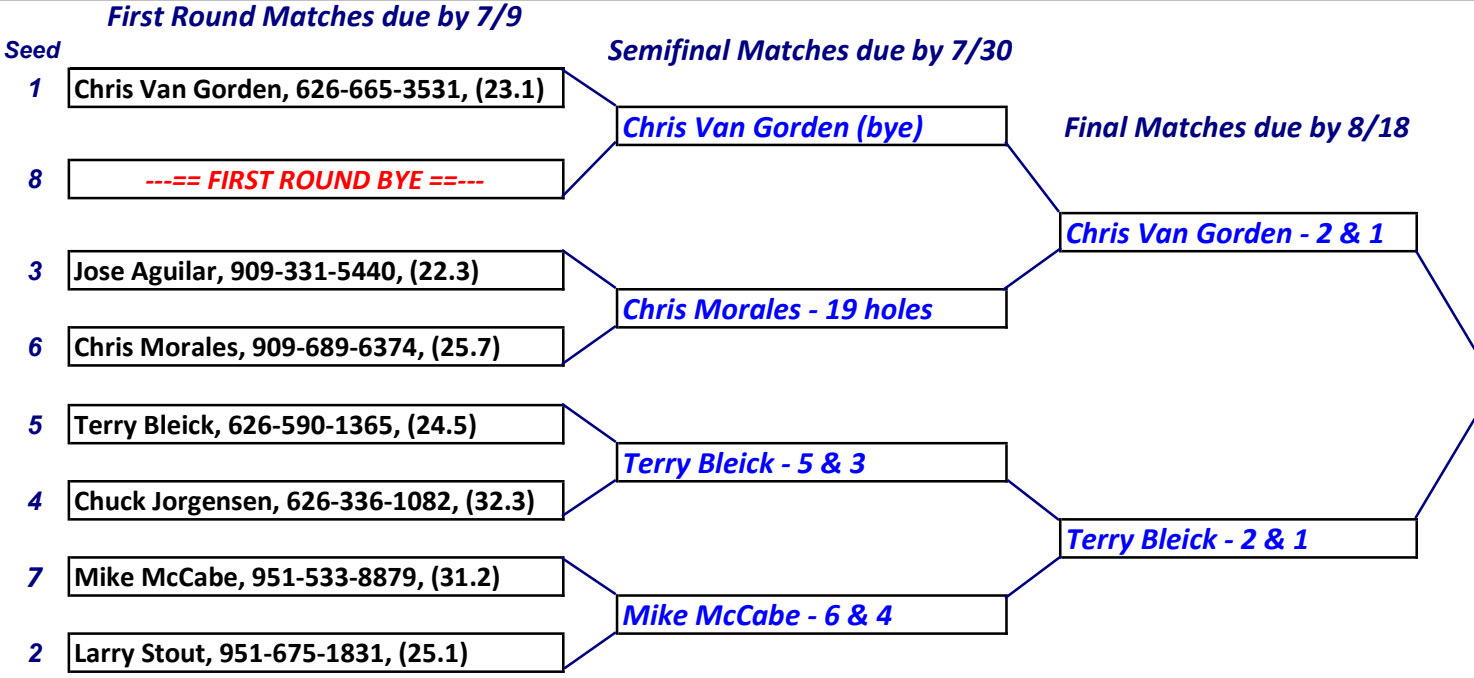 First Round Matches due by 7/9
Seed
Semifinal Matches due by 7/30
1 Chris Van Gorden, 626-665-3531, (23.1)
Chris Van Gorden (bye)
Final Matches due by 8/18
8 ---== FIRST ROUND BYE ==---
Chris Van Gorden - 2 & 1
3 Jose Aguilar, 909-331-5440, (22.3)
Chris Morales - 19 holes
6 Chris Morales, 909-689-6374, (25.7)
5 Terry Bleick, 626-590-1365, (24.5)
Terry Bleick - 5 & 3
4 Chuck Jorgensen, 626-336-1082, (32.3)
Terry Bleick - 2 & 1
7 Mike McCabe, 951-533-8879, (31.2)
Mike McCabe - 6 & 4
2 Larry Stout, 951-675-1831, (25.1)